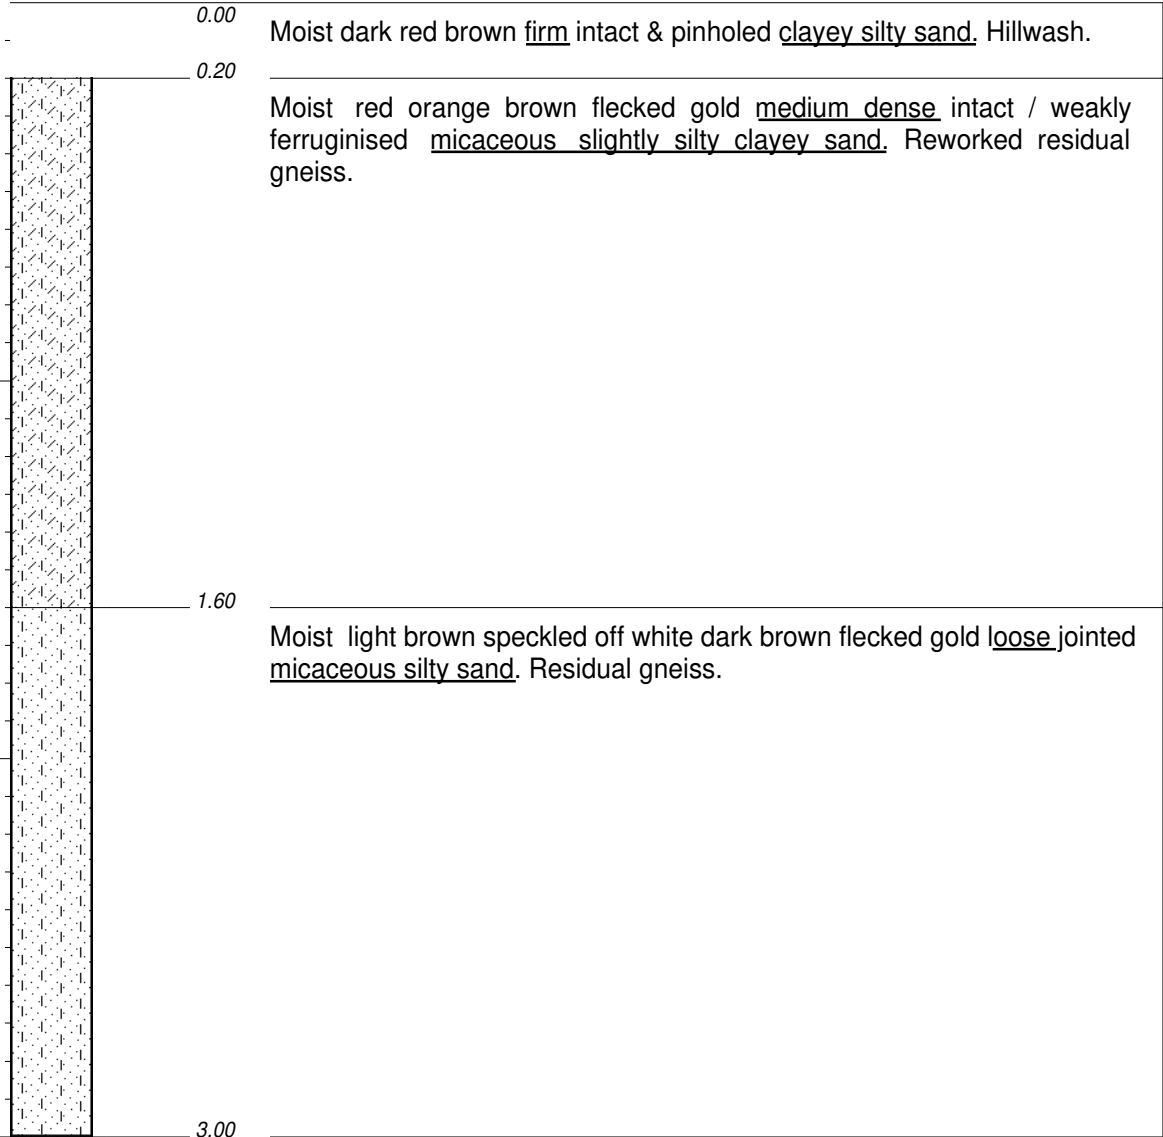 0.00
Moist dark red brown firm intact & pinholed clayey silty sand. Hillwash.
0.20
Moist red orange brown flecked gold medium dense intact / weakly
ferruginised micaceous slightly silty clayey sand. Reworked residual
gneiss.
1.60
Moist light brown speckled off white dark brown flecked gold loose jointed
micaceous silty sand. Residual gneiss.
3.00